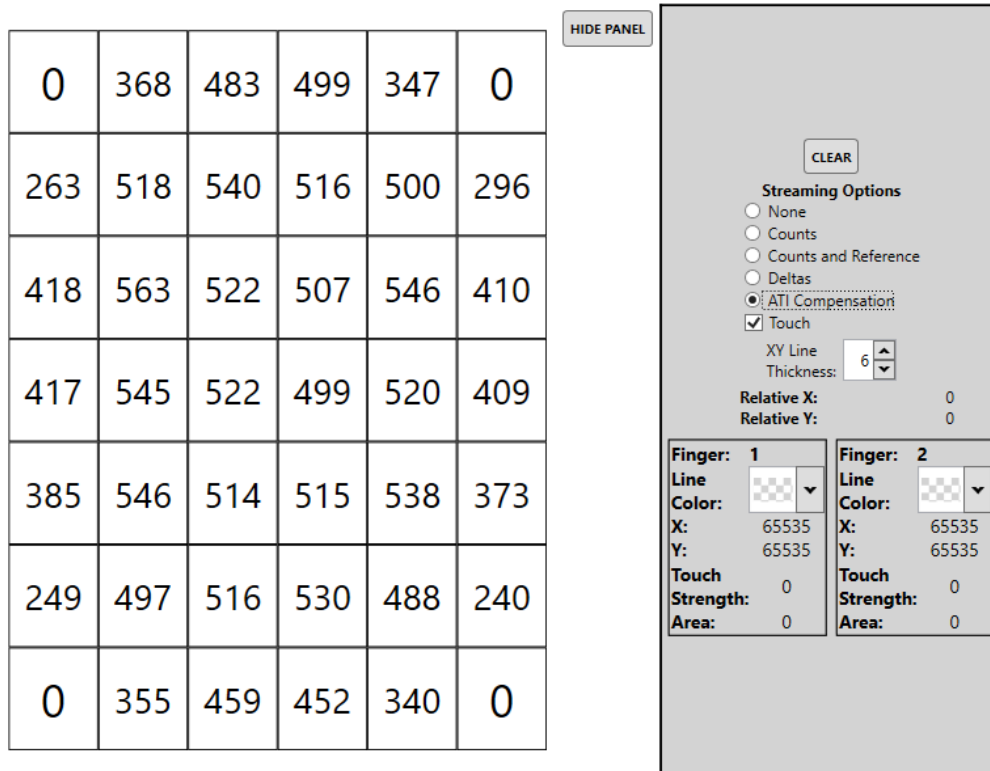 HIDE PANEL
0 368 483 499 347 0
263 518 540 516 500 296
418 563 522 507 546 410
417 545 522 499 520 409
385 546 514 515 538 373
249 497 516 530 488 240
0 355 459 452 340 0
CLEAR
Streaming Options
None
Counts
Counts and Reference
Deltas
ATI Compensation
Touch
XY Line
Thickness: 6
Relative X: 0
Relative Y: 0
Finger: 1
Line
Color:
X: 65535
Y: 65535
Touch
Strength: 0
Area: 0
Finger: 2
Line
Color:
X: 65535
Y: 65535
Touch
Strength: 0
Area: 0